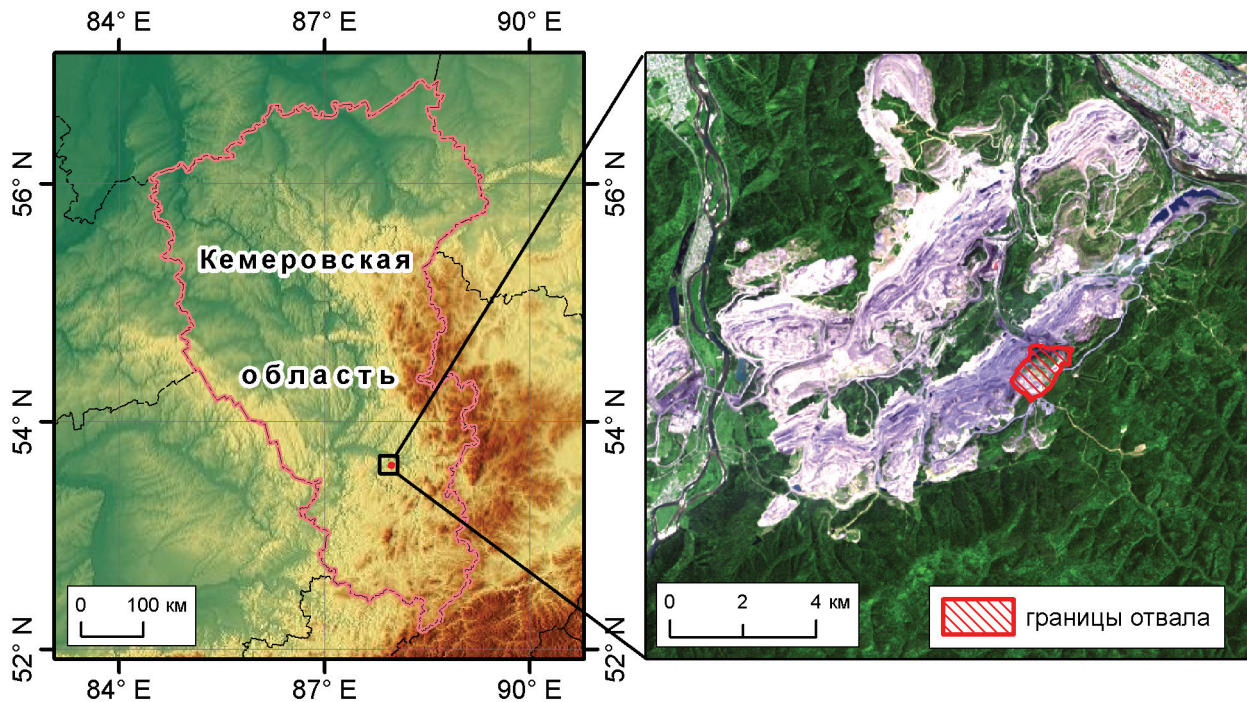 84° E 87° E 90° E
56° N
54° N
52° N
Кемеровская
область
0 100 км
84° E 87° E 90° E
56° N
54° N
52° N
0 2 4 км
границы отвала